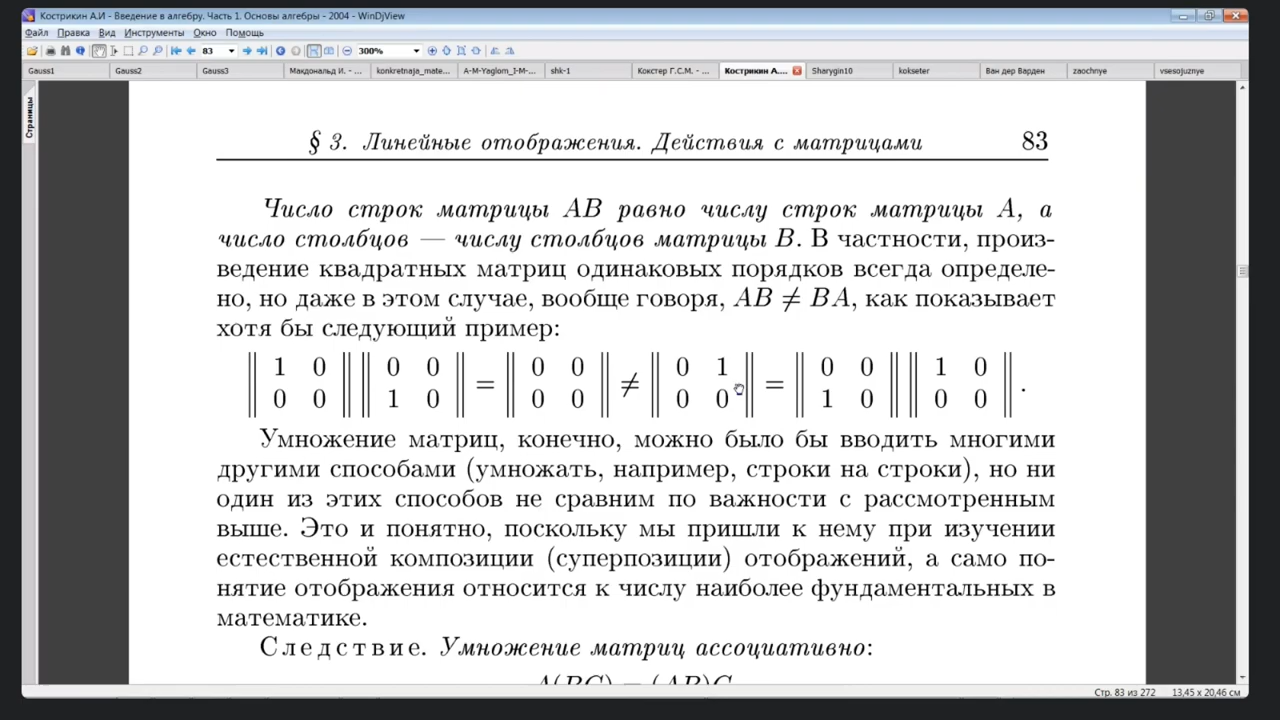 Кострикин А.И - Введение в алгебру. Часть 1. Основы алгебры - 2004 - WinDjView
Файл Правка Вид Инструменты Окно Помощь
83 300%
Gauss1 Gauss2 Gauss3 Макдональд И. - ... konkretnaja_mate... A-M-Yaglom_I-M-... shk-1 Кокстер Г.С.М. - ... Кострикин А.... Sharygin10 kokseter Ван дер Варден zaochnye vsesojuznye
Страницы
§ 3. Линейные отображения. Действия с матрицами 83
Число строк матрицы AB равно числу строк матрицы A, а
число столбцов — числу столбцов матрицы B. В частности, произ-
ведение квадратных матриц одинаковых порядков всегда определе-
но, но даже в этом случае, вообще говоря, AB ≠ BA, как показывает
хотя бы следующий пример:
‖ 1 0 ‖ ‖ 0 0 ‖ = ‖ 0 0 ‖ ≠ ‖ 0 1 ‖ = ‖ 0 0 ‖ ‖ 1 0 ‖ .
‖ 0 0 ‖ ‖ 1 0 ‖ ‖ 0 0 ‖ ‖ 0 0 ‖ ‖ 1 0 ‖ ‖ 0 0 ‖
Умножение матриц, конечно, можно было бы вводить многими
другими способами (умножать, например, строки на строки), но ни
один из этих способов не сравним по важности с рассмотренным
выше. Это и понятно, поскольку мы пришли к нему при изучении
естественной композиции (суперпозиции) отображений, а само по-
нятие отображения относится к числу наиболее фундаментальных в
математике.
Следствие. Умножение матриц ассоциативно:
A(BC) = (AB)C
Стр. 83 из 272 13,45 x 20,46 см